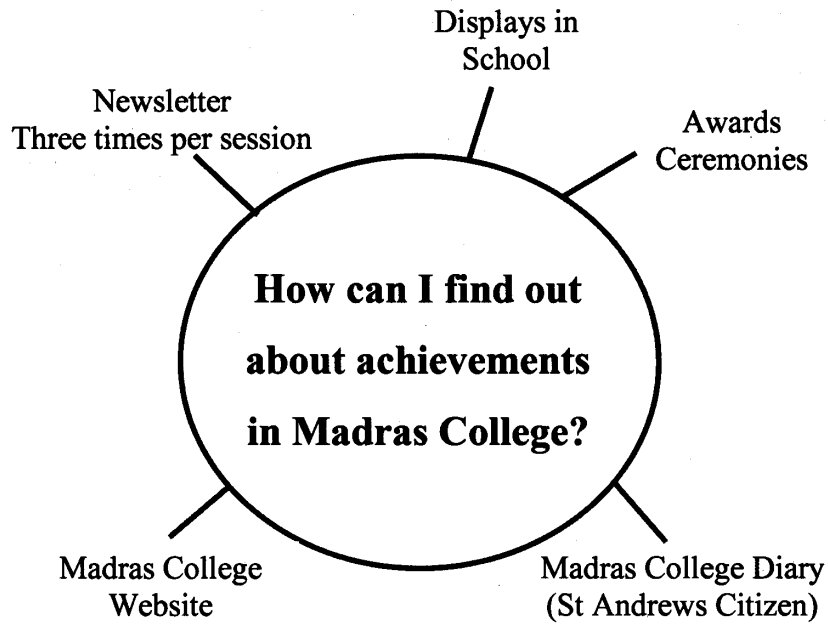 Displays in
School
Newsletter
Three times per session
Awards
Ceremonies
How can I find out
about achievements
in Madras College?
Madras College
Website
Madras College Diary
(St Andrews Citizen)